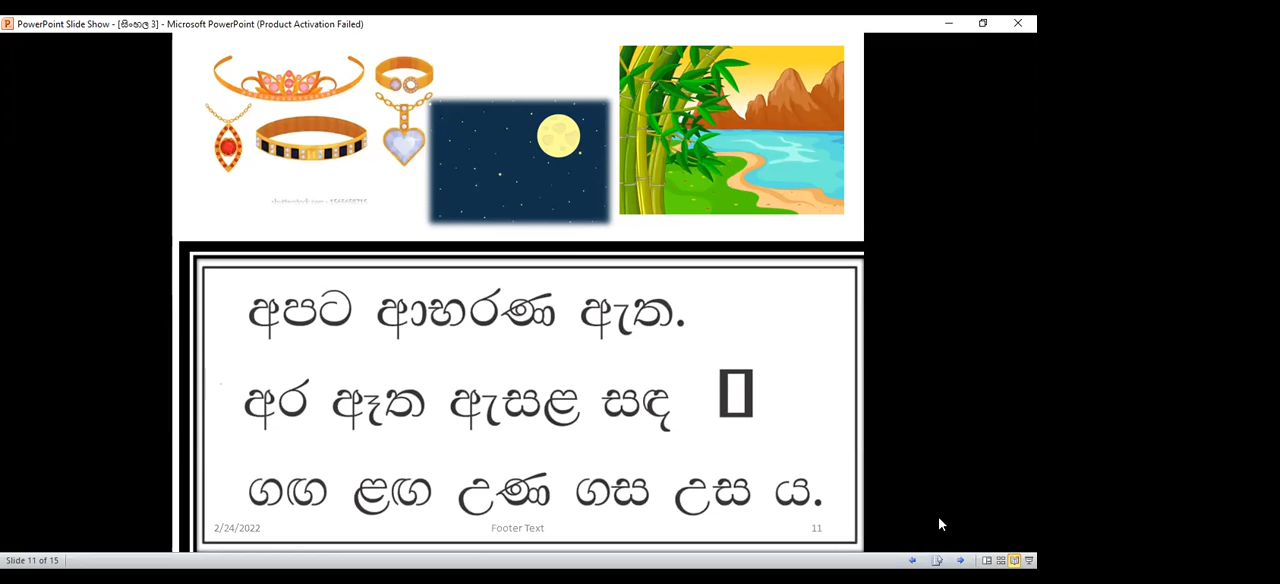 PowerPoint Slide Show - [සිංහල 3] - Microsoft PowerPoint (Product Activation Failed)
අපට ආභරණ ඇත.
අර ඈත ඇසළ සඳ
ගඟ ළඟ උණ ගස උස ය.
2/24/2022 Footer Text 11
Slide 11 of 15